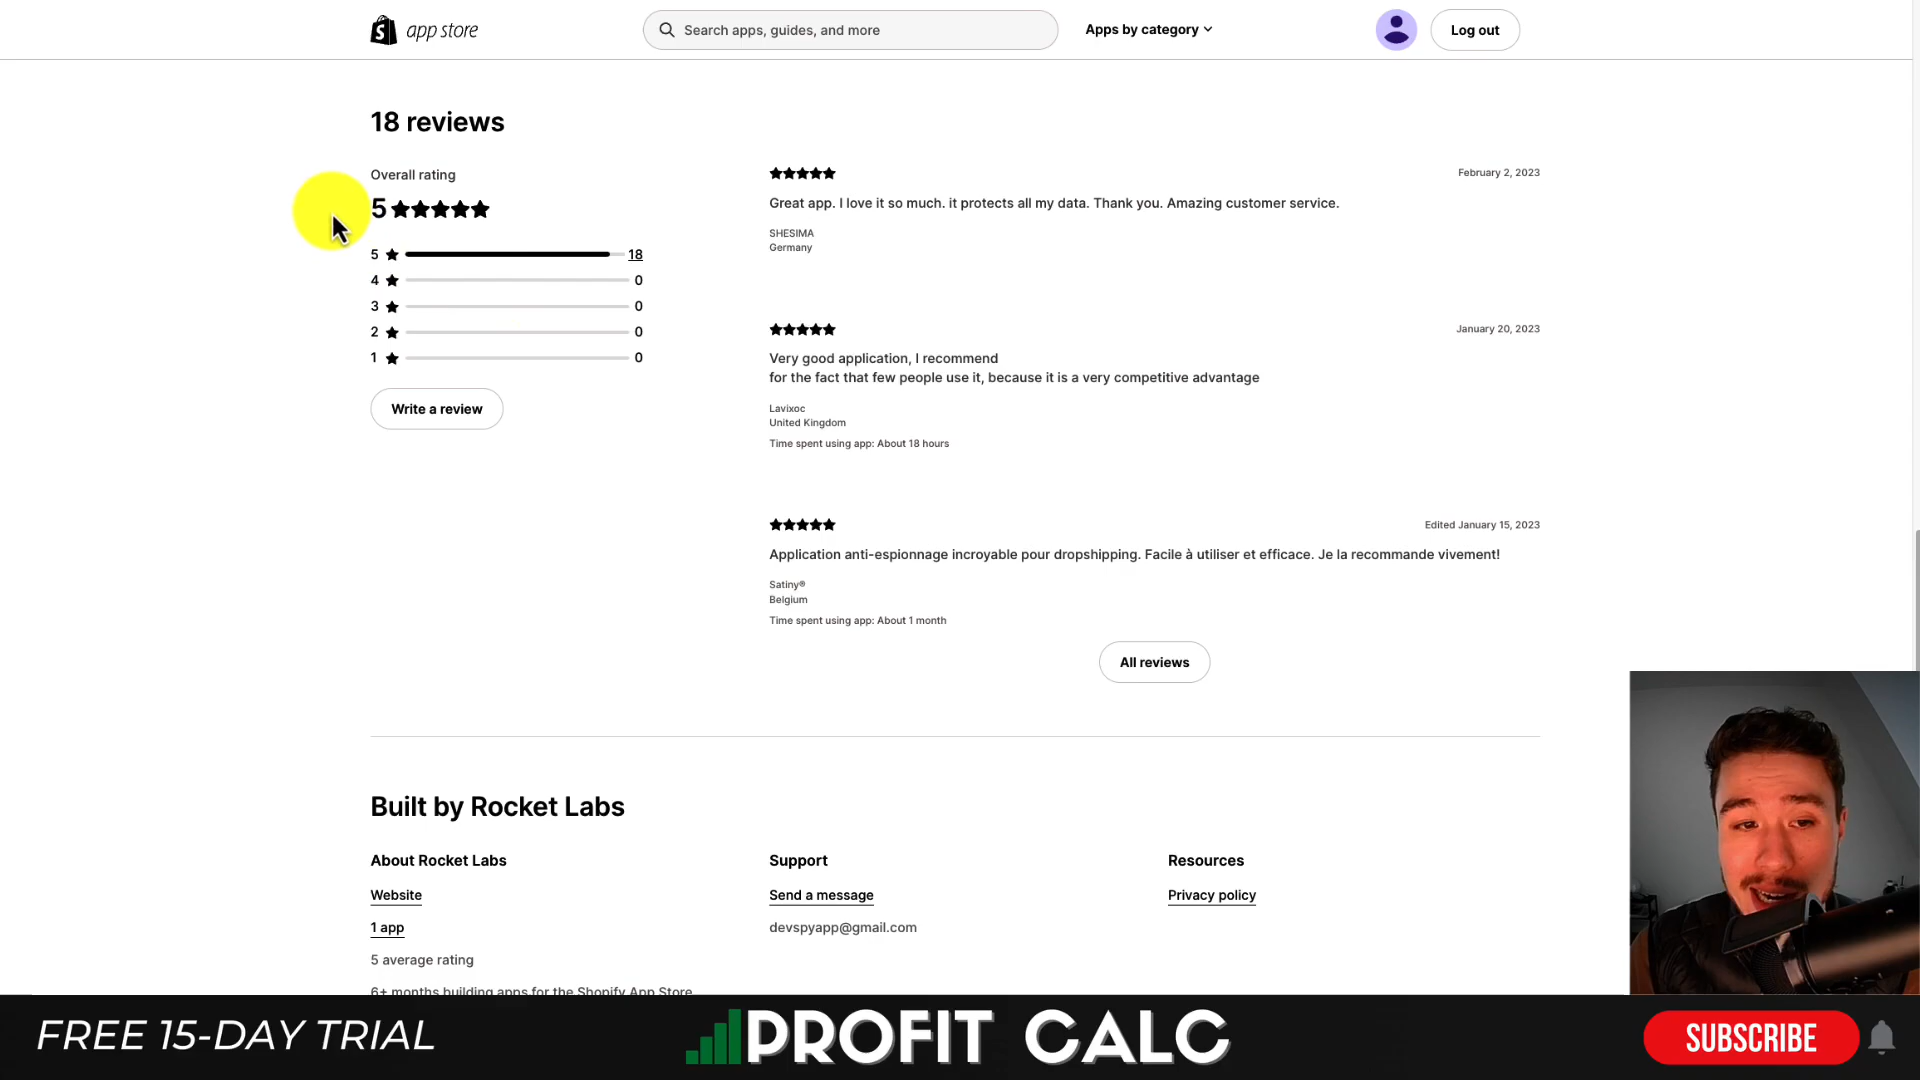 app store
Search apps, guides, and more
Apps by category
Log out
18 reviews
Overall rating
5
5 18
4 0
3 0
2 0
1 0
Write a review
February 2, 2023
Great app. I love it so much. it protects all my data. Thank you. Amazing customer service.
SHESIMA
Germany
January 20, 2023
Very good application, I recommend
for the fact that few people use it, because it is a very competitive advantage
Lavixoc
United Kingdom
Time spent using app: About 18 hours
Edited January 15, 2023
Application anti-espionnage incroyable pour dropshipping. Facile à utiliser et efficace. Je la recommande vivement!
Satiny®
Belgium
Time spent using app: About 1 month
All reviews
Built by Rocket Labs
About Rocket Labs
Website
1 app
5 average rating
6+ months building apps for the Shopify App Store
Support
Send a message
devspyapp@gmail.com
Resources
Privacy policy
FREE 15-DAY TRIAL
PROFIT CALC
SUBSCRIBE